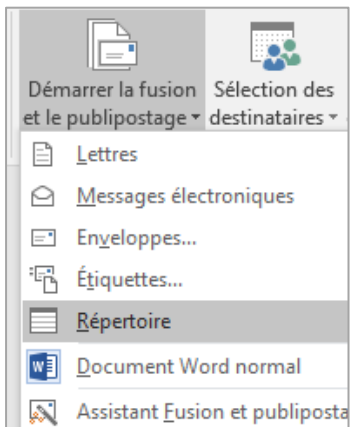 Démarrer la fusion
et le publipostage
Sélection des
destinataires
Lettres
Messages électroniques
Enveloppes...
Étiquettes...
Répertoire
Document Word normal
Assistant Fusion et publiposta